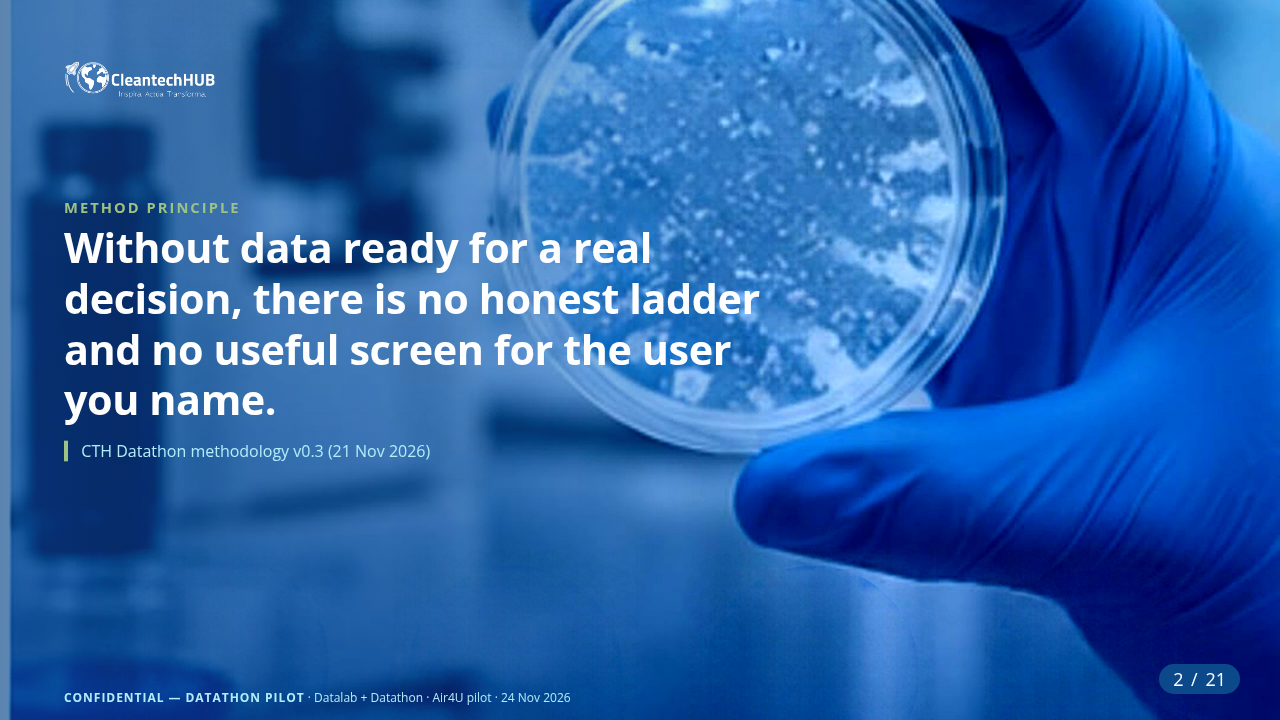 CleantechHUB
Inspira. Actúa. Transforma.
METHOD PRINCIPLE
Without data ready for a real
decision, there is no honest ladder
and no useful screen for the user
you name.
CTH Datathon methodology v0.3 (21 Nov 2026)
CONFIDENTIAL — DATATHON PILOT · Datalab + Datathon · Air4U pilot · 24 Nov 2026
2 / 21